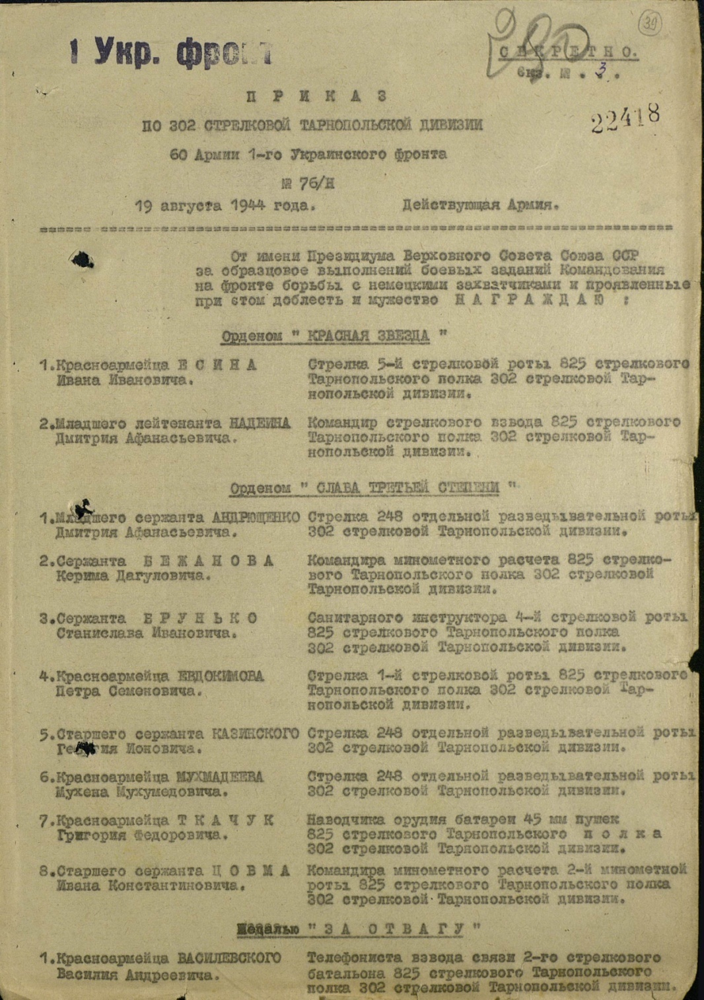 39
1 Укр. фронт
СЕКРЕТНО.
Экз. № . 3 .
П Р И К А З
22418
ПО 302 СТРЕЛКОВОЙ ТАРНОПОЛЬСКОЙ ДИВИЗИИ
60 Армии 1-го Украинского фронта
№ 76/Н
19 августа 1944 года. Действующая Армия.
От имени Президиума Верховного Совета Союза ССР
за образцовое выполнений боевых заданий Командования
на фронте борьбы с немецкими захватчиками и проявленные
при этом доблесть и мужество Н А Г Р А Ж Д А Ю :
Орденом " КРАСНАЯ ЗВЕЗДА "
1.Красноармейца Е С И Н А Стрелка 5-й стрелковой роты 825 стрелкового
Ивана Ивановича. Тарнопольского полка 302 стрелковой Тар-
нопольской дивизии.
2.Младшего лейтенанта НАДЕИНА Командир стрелкового взвода 825 стрелкового
Дмитрия Афанасьевича. Тарнопольского полка 302 стрелковой Тар-
нопольской дивизии.
Орденом " СЛАВА ТРЕТЬЕЙ СТЕПЕНИ "
1.Младшего сержанта АНДРЮЩЕНКО Стрелка 248 отдельной разведывательной роты
Дмитрия Афанасьевича. 302 стрелковой Тарнопольской дивизии.
2.Сержанта Б Е Ж А Н О В А Командира минометного расчета 825 стрелко-
Керима Дагуловича. вого Тарнопольского полка 302 стрелковой
Тарнопольской дивизии.
3.Сержанта Б Р У Н Ь К О Санитарного инструктора 4-й стрелковой роты
Станислава Ивановича. 825 стрелкового Тарнопольского полка
302 стрелковой Тарнопольской дивизии.
4.Красноармейца ЕВДОКИМОВА Стрелка 1-й стрелковой роты 825 стрелкового
Петра Семеновича. Тарнопольского полка 302 стрелковой Тар-
нопольской дивизии.
5.Старшего сержанта КАЗИНСКОГО Стрелка 248 отдельной разведывательной роты
Георгия Ионовича. 302 стрелковой Тарнопольской дивизии.
6.Красноармейца МУХМАДЕЕВА Стрелка 248 отдельной разведывательной роты
Мухена Мухумедовича. 302 стрелковой Тарнопольской дивизии.
7.Красноармейца Т К А Ч У К Наводчика орудия батареи 45 мм пушек
Григория Федоровича. 825 стрелкового Тарнопольского п о л к а
302 стрелковой Тарнопольской дивизии.
8.Старшего сержанта Ц О В М А Командира минометного расчета 2-й минометной
Ивана Константиновича. роты 825 стрелкового Тарнопольского полка
302 стрелковой Тарнопольской дивизии.
Медалью " З А О Т В А Г У "
1.Красноармейца ВАСИЛЕВСКОГО Телефониста взвода связи 2-го стрелкового
Василия Андреевича. батальона 825 стрелкового Тарнопольского
полка 302 стрелковой Тарнопольской дивизии.